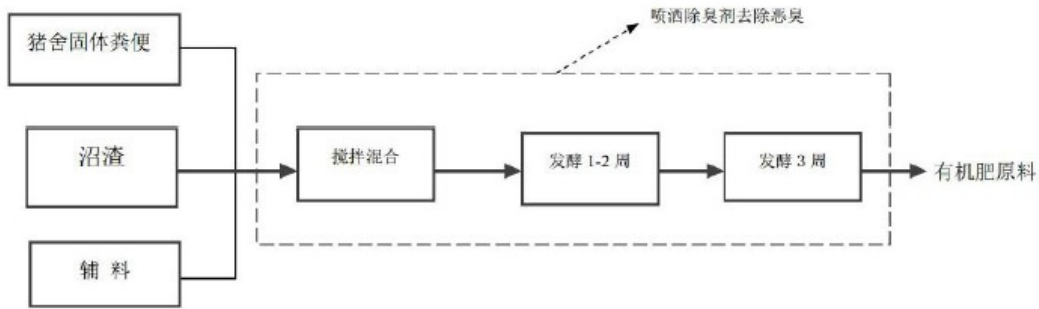 喷洒除臭剂去除恶臭
猪舍固体粪便
沼渣
辅 料
搅拌混合
发酵 1-2 周
发酵 3 周
有机肥原料